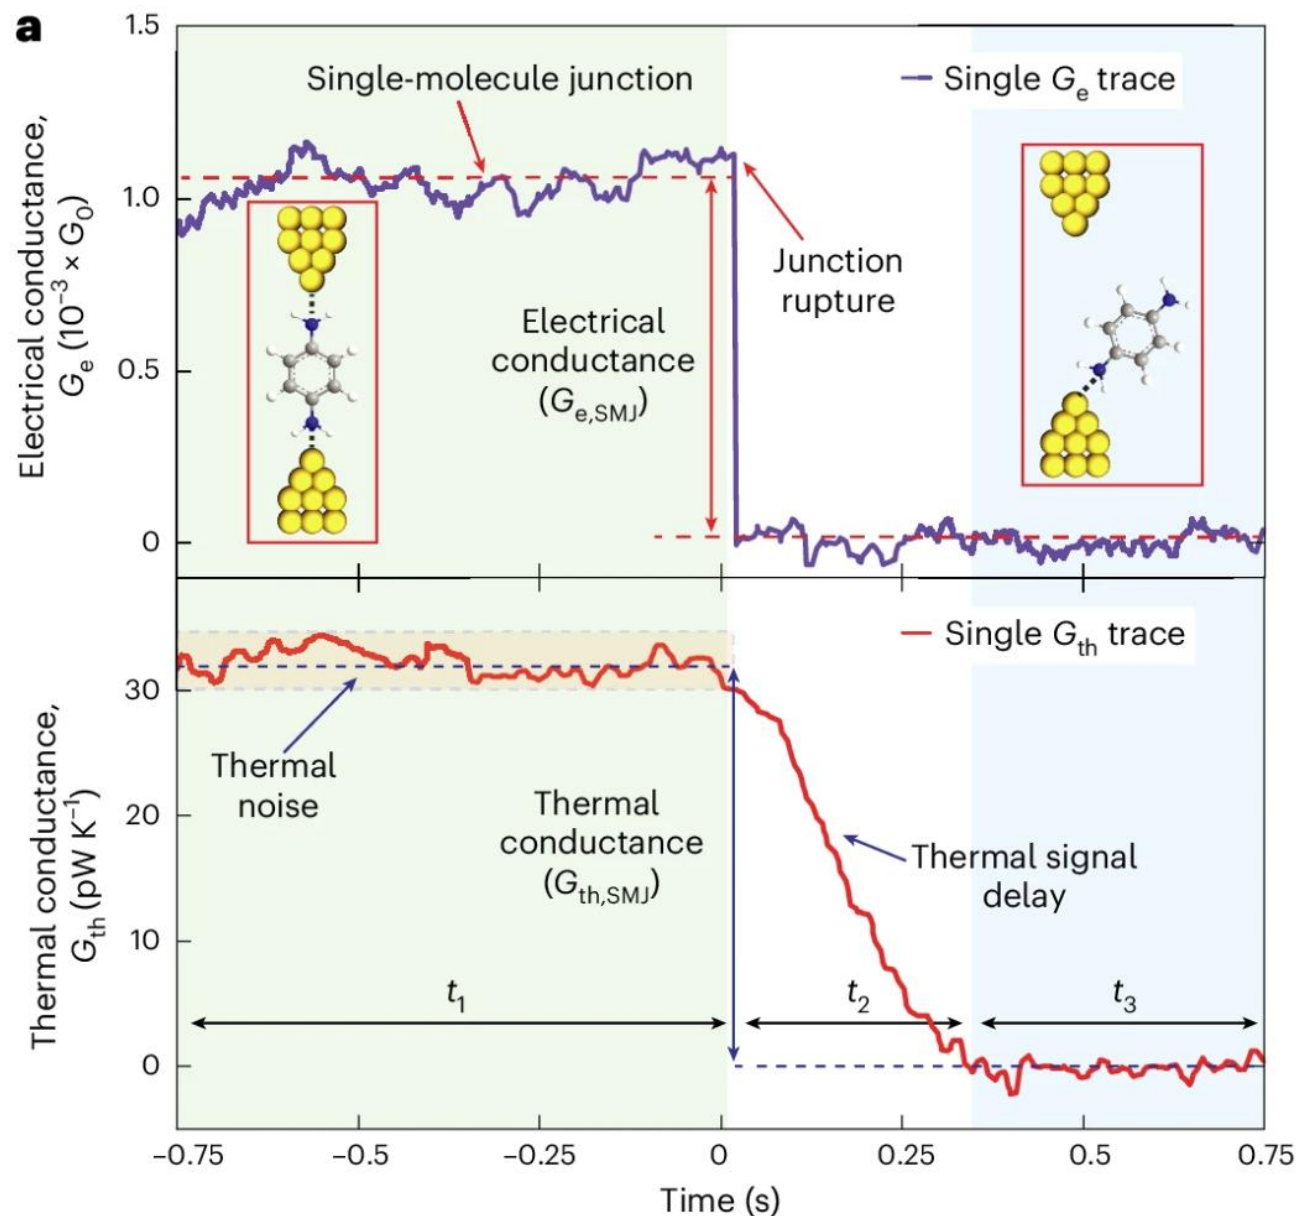 a
1.5
1.0
0.5
0
Electrical conductance,
Gₑ (10⁻³ × G₀)
Single-molecule junction
Single Gₑ trace
Junction
rupture
Electrical
conductance
(Gₑ,SMJ)
30
20
10
0
Thermal conductance,
Gth (pW K⁻¹)
Single Gth trace
Thermal
noise
Thermal
conductance
(Gth,SMJ)
Thermal signal
delay
t₁
t₂
t₃
−0.75
−0.5
−0.25
0
0.25
0.5
0.75
Time (s)